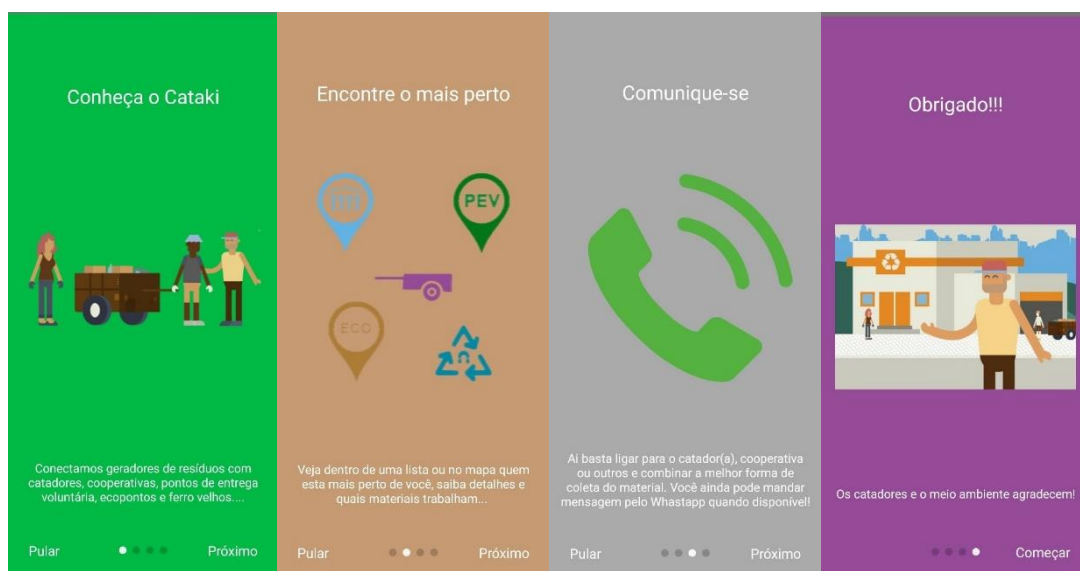 Conheça o Cataki
Conectamos geradores de resíduos com
catadores, cooperativas, pontos de entrega
voluntária, ecopontos e ferro velhos....
Pular
Próximo
Encontre o mais perto
PEV
ECO
Veja dentro de uma lista ou no mapa quem
esta mais perto de você, saiba detalhes e
quais materiais trabalham...
Pular
Próximo
Comunique-se
Aí basta ligar para o catador(a), cooperativa
ou outros e combinar a melhor forma de
coleta do material. Você ainda pode mandar
mensagem pelo Whastapp quando disponível!
Pular
Próximo
Obrigado!!!
Os catadores e o meio ambiente agradecem!
Começar